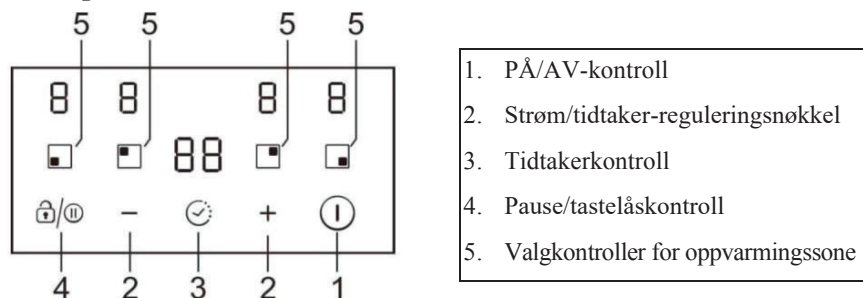 5 5 5 5
8 8 8 8
88
− +
4 2 3 2 1
1. PÅ/AV-kontroll
2. Strøm/tidtaker-reguleringsnøkkel
3. Tidtakerkontroll
4. Pause/tastelåskontroll
5. Valgkontroller for oppvarmingssone